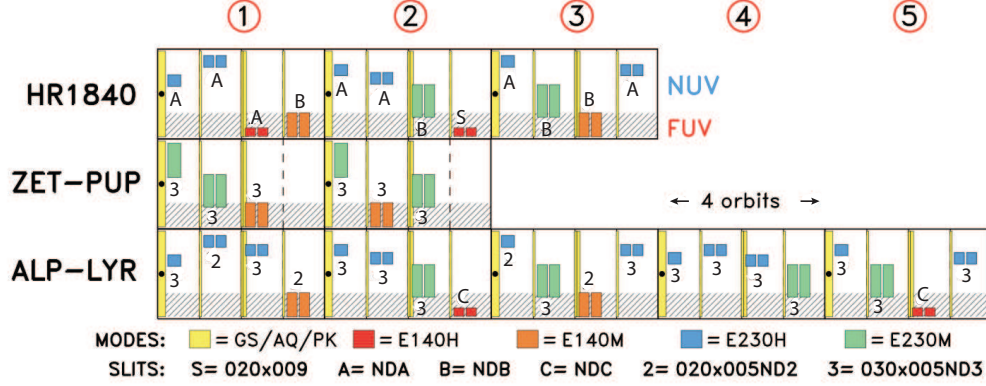 1 2 3 4 5
HR1840
A A A B A A B S A B B A
NUV
FUV
ZET-PUP
3 3 3 3 3 3
← 4 orbits →
ALP-LYR
3 2 3 2 3 3 3 C 2 3 2 3 3 3 3 3 3 3 C 3
MODES: = GS/AQ/PK = E140H = E140M = E230H = E230M
SLITS: S= 020x009 A= NDA B= NDB C= NDC 2= 020x005ND2 3= 030x005ND3